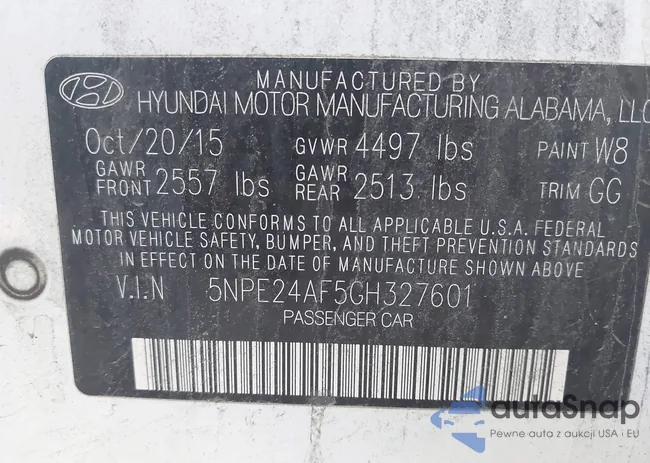 MANUFACTURED BY
HYUNDAI MOTOR MANUFACTURING ALABAMA, LLC
Oct/20/15 GVWR 4497 lbs PAINT W8
GAWR FRONT 2557 lbs GAWR REAR 2513 lbs TRIM GG
THIS VEHICLE CONFORMS TO ALL APPLICABLE U.S.A. FEDERAL
MOTOR VEHICLE SAFETY, BUMPER, AND THEFT PREVENTION STANDARDS
IN EFFECT ON THE DATE OF MANUFACTURE SHOWN ABOVE
V.I.N 5NPE24AF5GH327601
PASSENGER CAR
autoSnap
Pewne auta z aukcji USA i EU